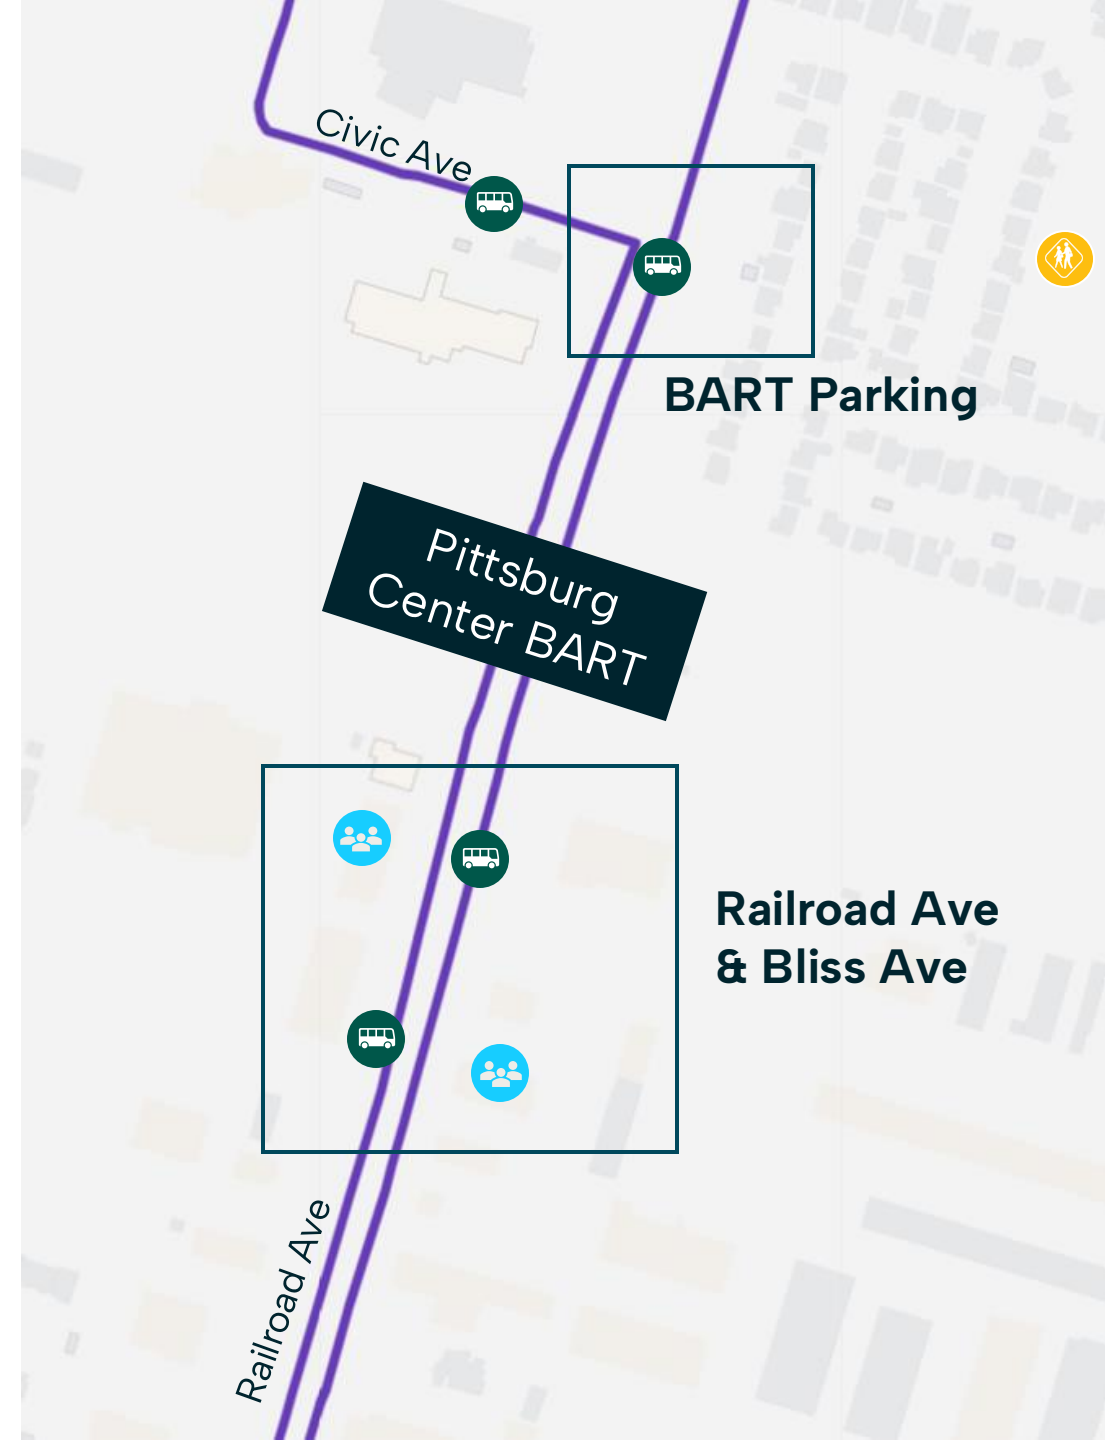 Civic Ave
BART Parking
Pittsburg
Center BART
Railroad Ave
& Bliss Ave
Railroad Ave